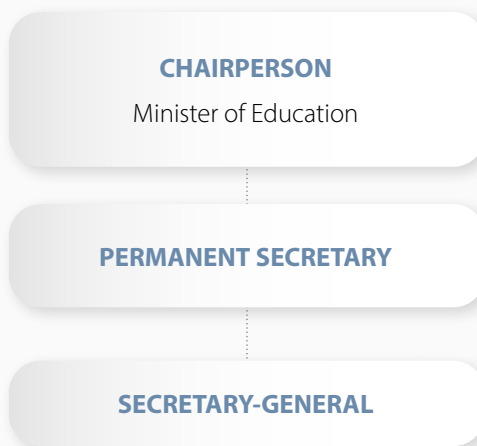 CHAIRPERSON
Minister of Education
PERMANENT SECRETARY
SECRETARY-GENERAL